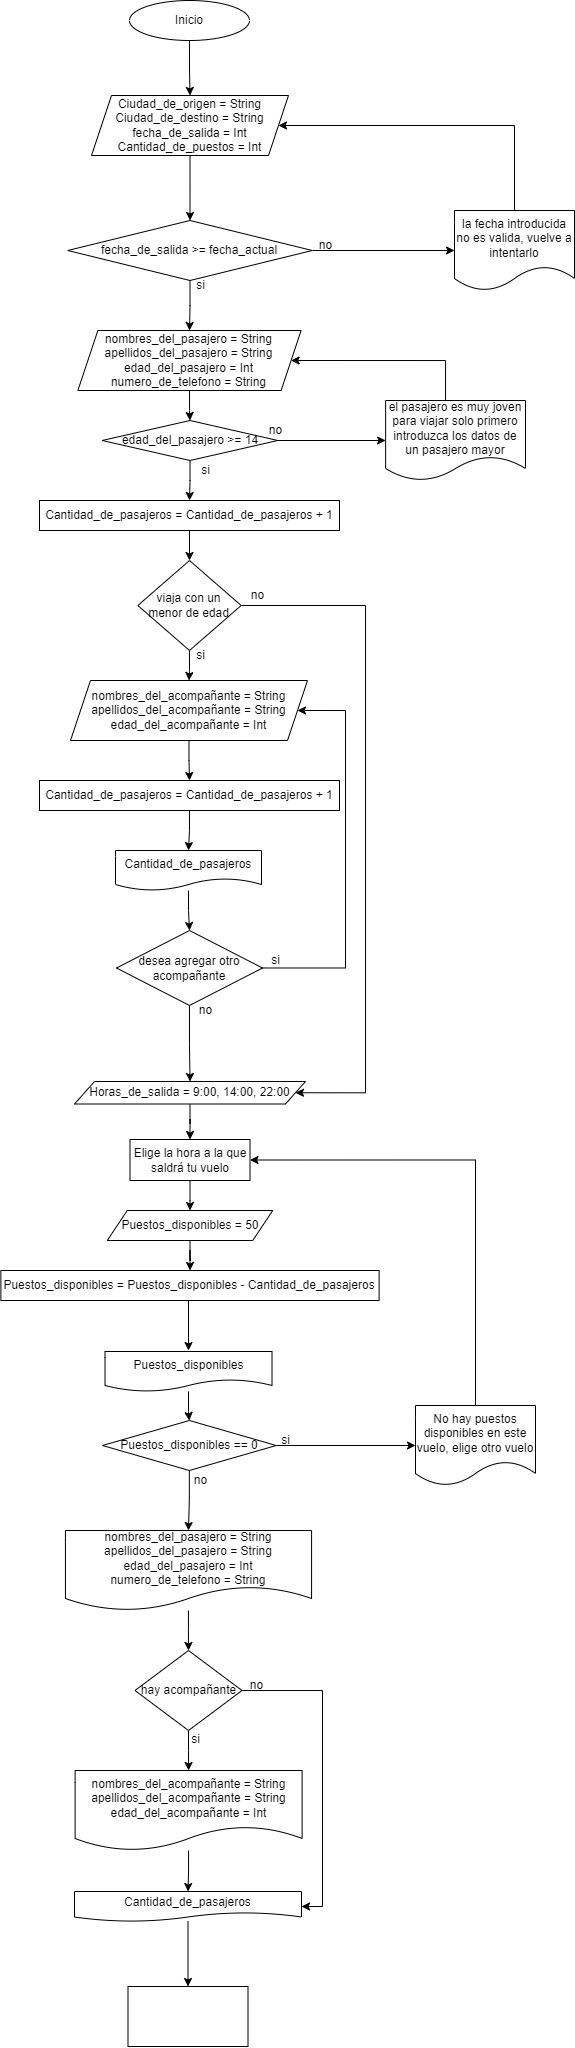 Inicio
Ciudad_de_origen = String
Ciudad_de_destino = String
fecha_de_salida = Int
Cantidad_de_puestos = Int
fecha_de_salida >= fecha_actual
no
la fecha introducida
no es valida, vuelve a
intentarlo
si
nombres_del_pasajero = String
apellidos_del_pasajero = String
edad_del_pasajero = Int
numero_de_telefono = String
edad_del_pasajero >= 14
no
el pasajero es muy joven
para viajar solo primero
introduzca los datos de
un pasajero mayor
si
Cantidad_de_pasajeros = Cantidad_de_pasajeros + 1
viaja con un
menor de edad
no
si
nombres_del_acompañante = String
apellidos_del_acompañante = String
edad_del_acompañante = Int
Cantidad_de_pasajeros = Cantidad_de_pasajeros + 1
Cantidad_de_pasajeros
desea agregar otro
acompañante
si
no
Horas_de_salida = 9:00, 14:00, 22:00
Elige la hora a la que
saldrá tu vuelo
Puestos_disponibles = 50
Puestos_disponibles = Puestos_disponibles - Cantidad_de_pasajeros
Puestos_disponibles
Puestos_disponibles == 0
si
No hay puestos
disponibles en este
vuelo, elige otro vuelo
no
nombres_del_pasajero = String
apellidos_del_pasajero = String
edad_del_pasajero = Int
numero_de_telefono = String
hay acompañante
no
si
nombres_del_acompañante = String
apellidos_del_acompañante = String
edad_del_acompañante = Int
Cantidad_de_pasajeros